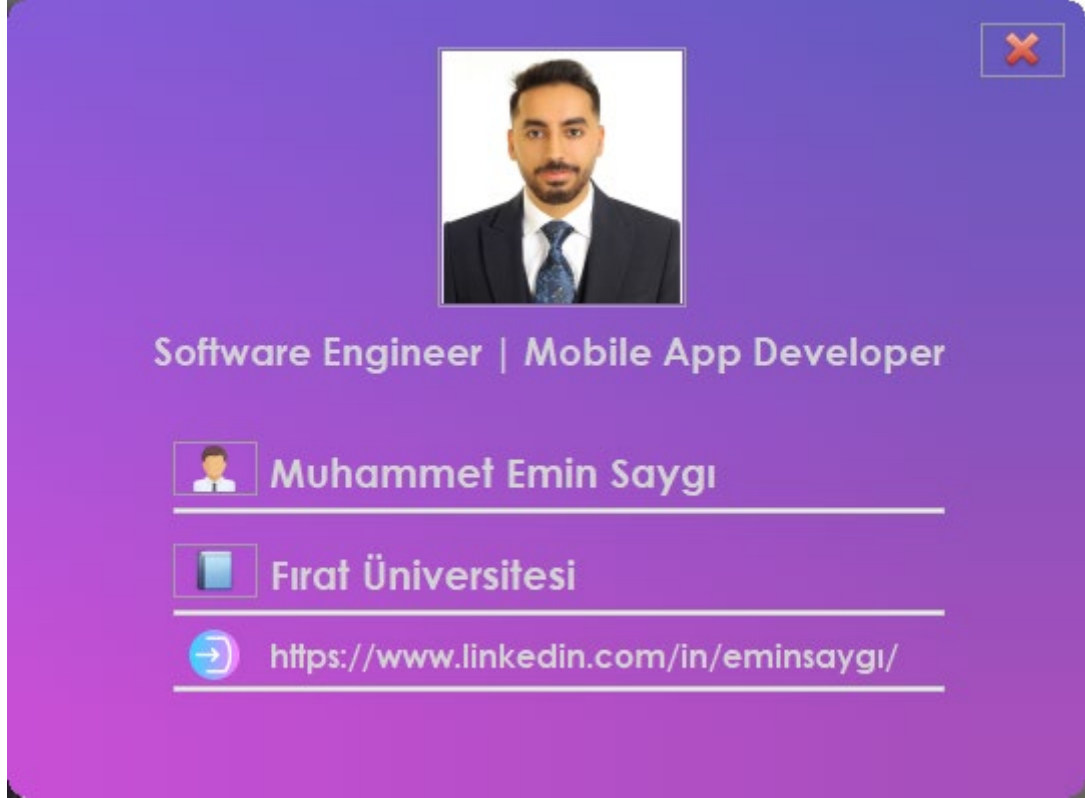 Software Engineer | Mobile App Developer
Muhammet Emin Saygı
Fırat Üniversitesi
https://www.linkedin.com/in/eminsaygı/